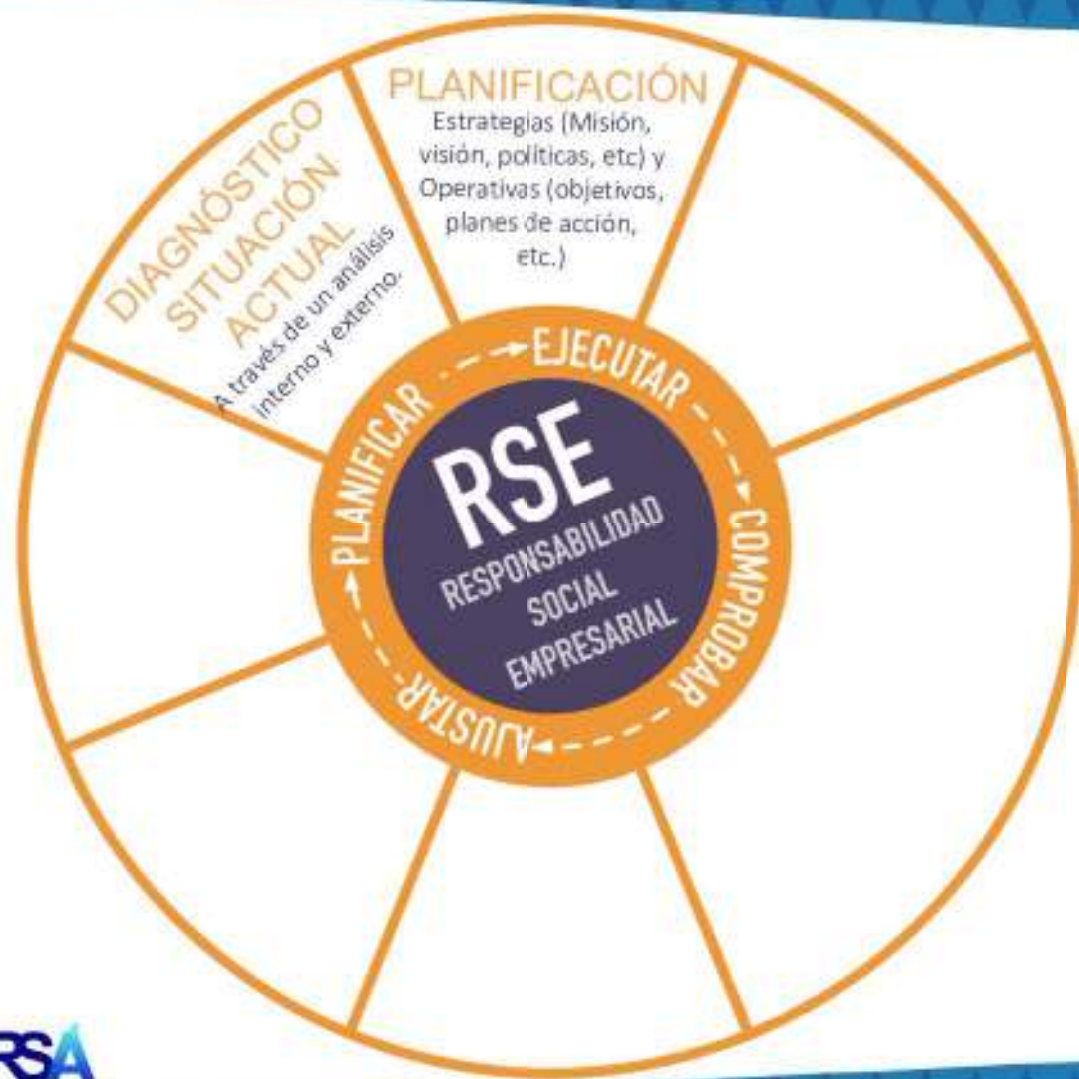 PLANIFICACIÓN
Estrategias (Misión,
visión, políticas, etc) y
Operativas (objetivos,
planes de acción,
etc.)
DIAGNÓSTICO
SITUACIÓN
ACTUAL
A través de un análisis
interno y externo.
PLANIFICAR
EJECUTAR
COMPROBAR
AJUSTAR
RSE
RESPONSABILIDAD
SOCIAL
EMPRESARIAL